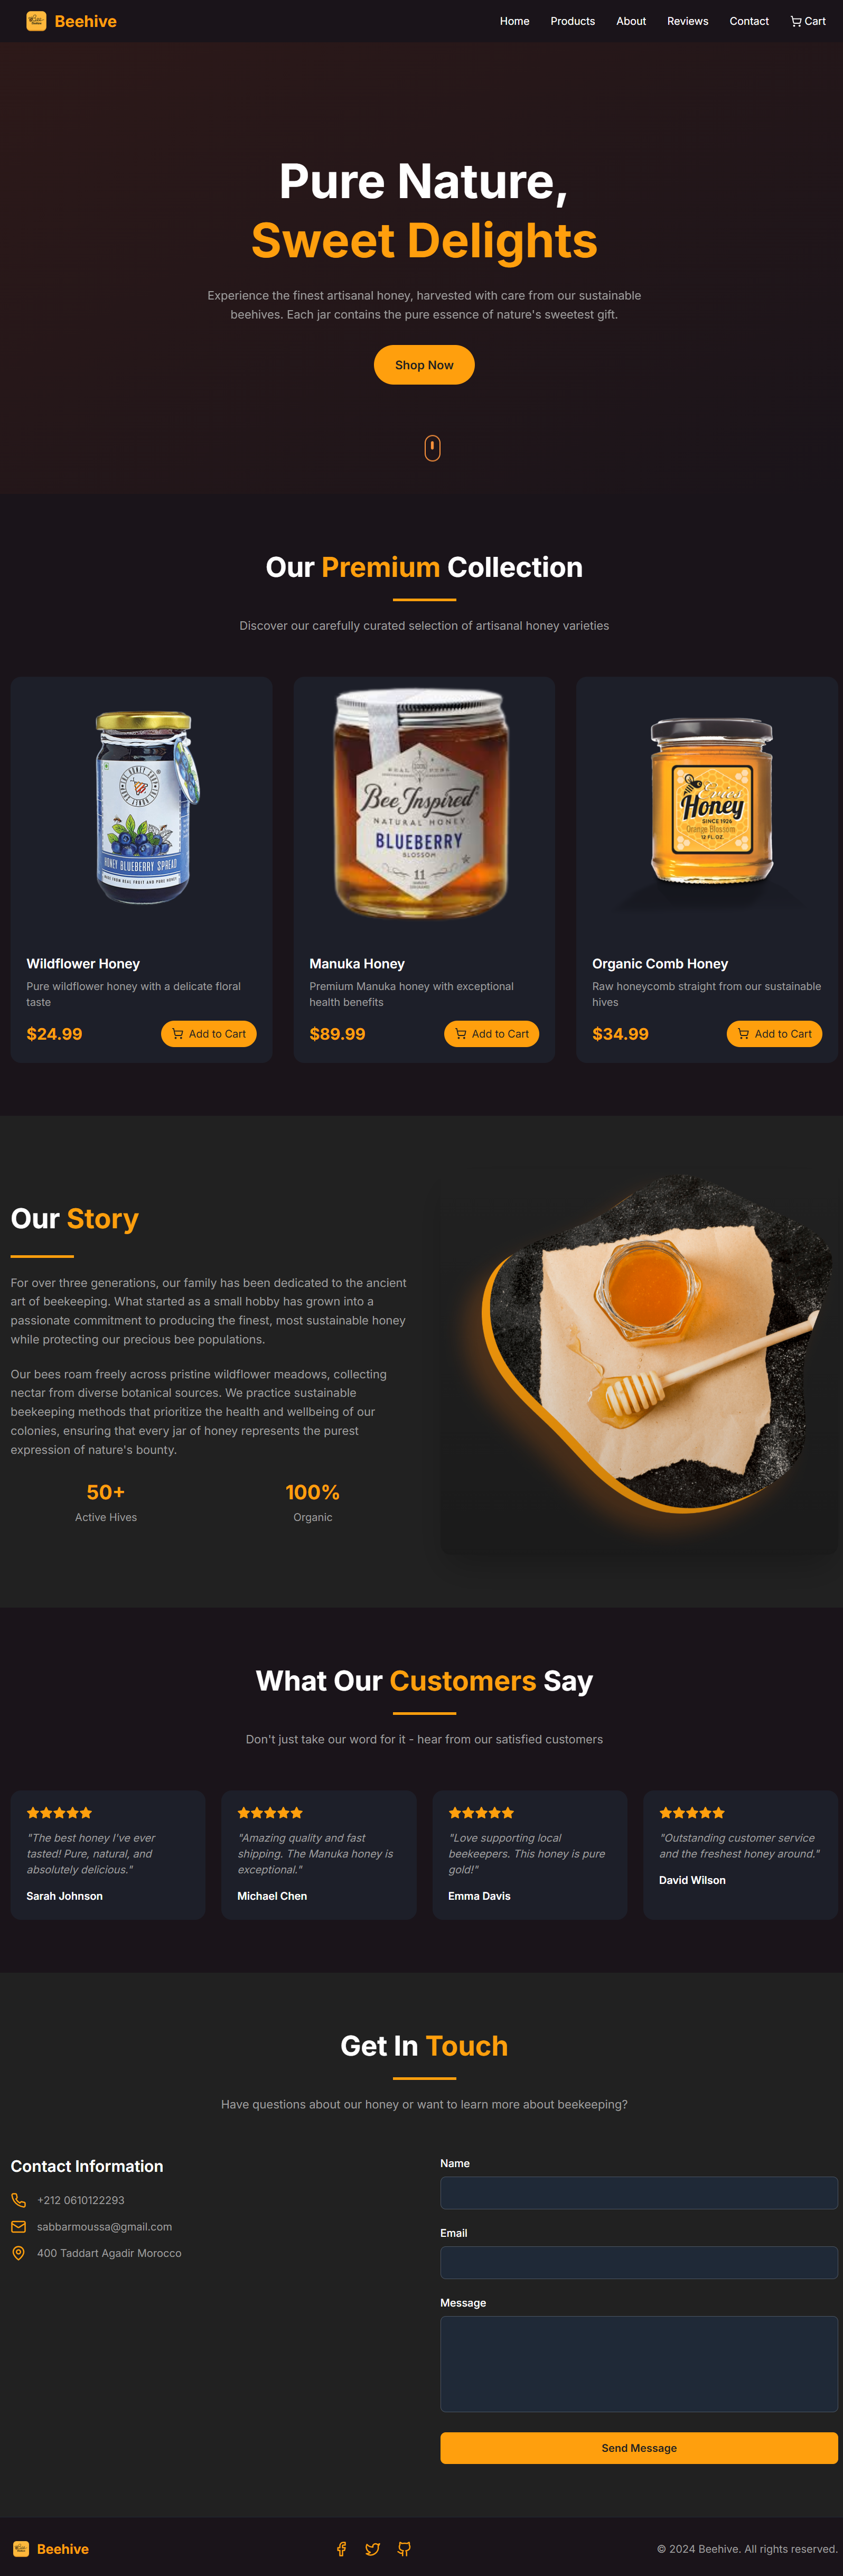 Beehive
Home Products About Reviews Contact Cart
Pure Nature,
Sweet Delights
Experience the finest artisanal honey, harvested with care from our sustainable
beehives. Each jar contains the pure essence of nature's sweetest gift.
Shop Now
Our Premium Collection
Discover our carefully curated selection of artisanal honey varieties
HONEY BLUEBERRY SPREAD
Wildflower Honey
Pure wildflower honey with a delicate floral
taste
$24.99
Add to Cart
REAL PURE
Bee Inspired
NATURAL HONEY
BLUEBERRY
BLOSSOM
11
Manuka Honey
Premium Manuka honey with exceptional
health benefits
$89.99
Add to Cart
Honey
SINCE 1926
Orange Blossom
12 FL.OZ.
Organic Comb Honey
Raw honeycomb straight from our sustainable
hives
$34.99
Add to Cart
Our Story
For over three generations, our family has been dedicated to the ancient
art of beekeeping. What started as a small hobby has grown into a
passionate commitment to producing the finest, most sustainable honey
while protecting our precious bee populations.
Our bees roam freely across pristine wildflower meadows, collecting
nectar from diverse botanical sources. We practice sustainable
beekeeping methods that prioritize the health and wellbeing of our
colonies, ensuring that every jar of honey represents the purest
expression of nature's bounty.
50+
Active Hives
100%
Organic
What Our Customers Say
Don't just take our word for it - hear from our satisfied customers
"The best honey I've ever
tasted! Pure, natural, and
absolutely delicious."
Sarah Johnson
"Amazing quality and fast
shipping. The Manuka honey is
exceptional."
Michael Chen
"Love supporting local
beekeepers. This honey is pure
gold!"
Emma Davis
"Outstanding customer service
and the freshest honey around."
David Wilson
Get In Touch
Have questions about our honey or want to learn more about beekeeping?
Contact Information
+212 0610122293
sabbarmoussa@gmail.com
400 Taddart Agadir Morocco
Name
Email
Message
Send Message
Beehive
© 2024 Beehive. All rights reserved.